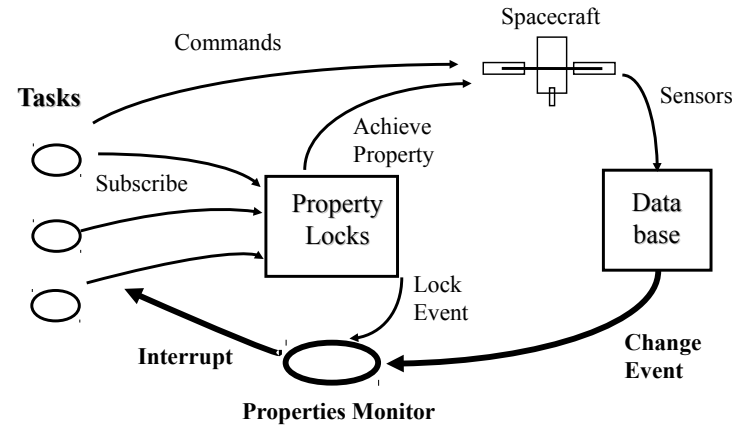 Spacecraft
Commands
Tasks
Sensors
Achieve
Property
Subscribe
Property
Locks
Data
base
Lock
Event
Interrupt
Change
Event
Properties Monitor